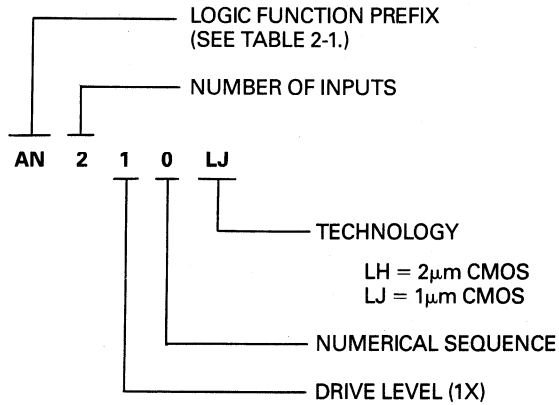 LOGIC FUNCTION PREFIX
(SEE TABLE 2-1.)
NUMBER OF INPUTS
AN 2 1 0 LJ
TECHNOLOGY
LH = 2μm CMOS
LJ = 1μm CMOS
NUMERICAL SEQUENCE
DRIVE LEVEL (1X)